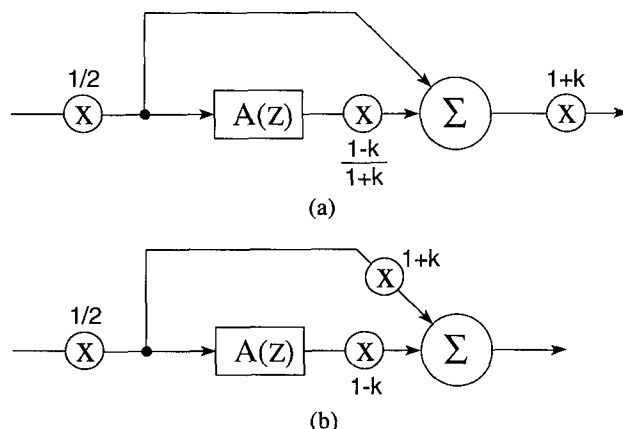 1/2
X
A(Z)
X
1-k
1+k
Σ
1+k
X
(a)
1/2
X
A(Z)
X
1-k
X
1+k
Σ
(b)